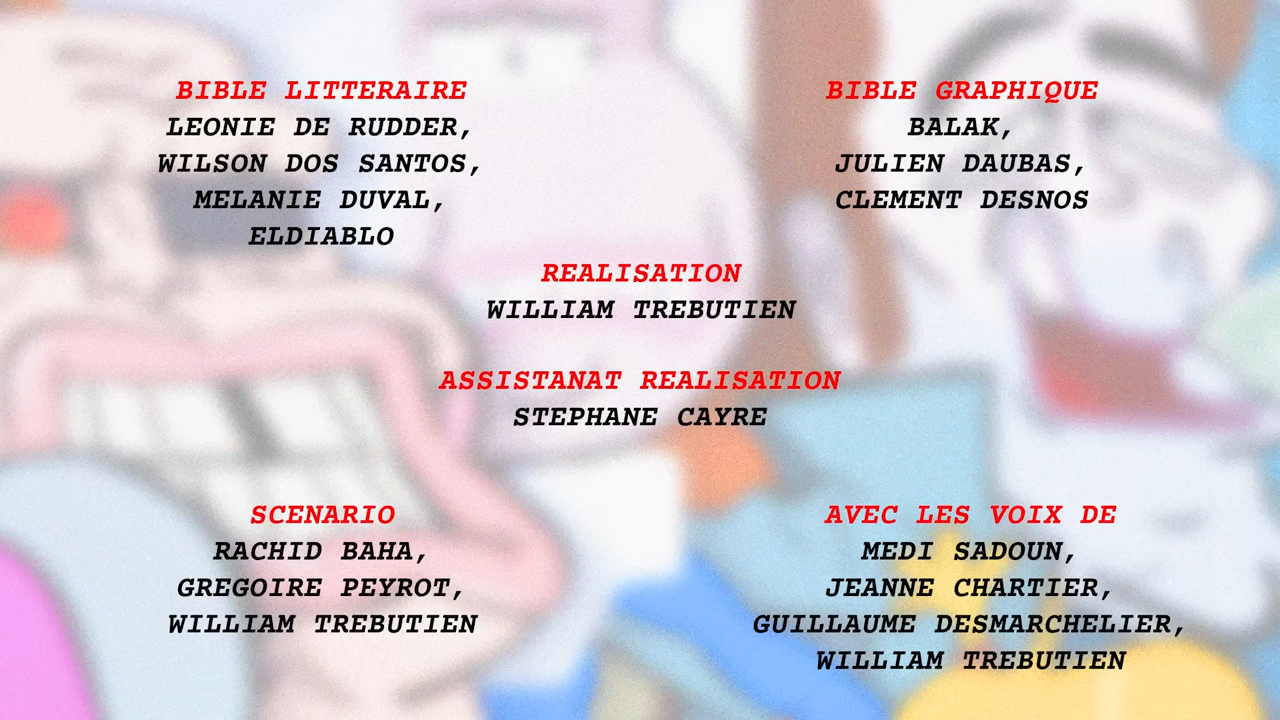 BIBLE LITTERAIRE
LEONIE DE RUDDER,
WILSON DOS SANTOS,
MELANIE DUVAL,
ELDIABLO
BIBLE GRAPHIQUE
BALAK,
JULIEN DAUBAS,
CLEMENT DESNOS
REALISATION
WILLIAM TREBUTIEN
ASSISTANAT REALISATION
STEPHANE CAYRE
SCENARIO
RACHID BAHA,
GREGOIRE PEYROT,
WILLIAM TREBUTIEN
AVEC LES VOIX DE
MEDI SADOUN,
JEANNE CHARTIER,
GUILLAUME DESMARCHELIER,
WILLIAM TREBUTIEN